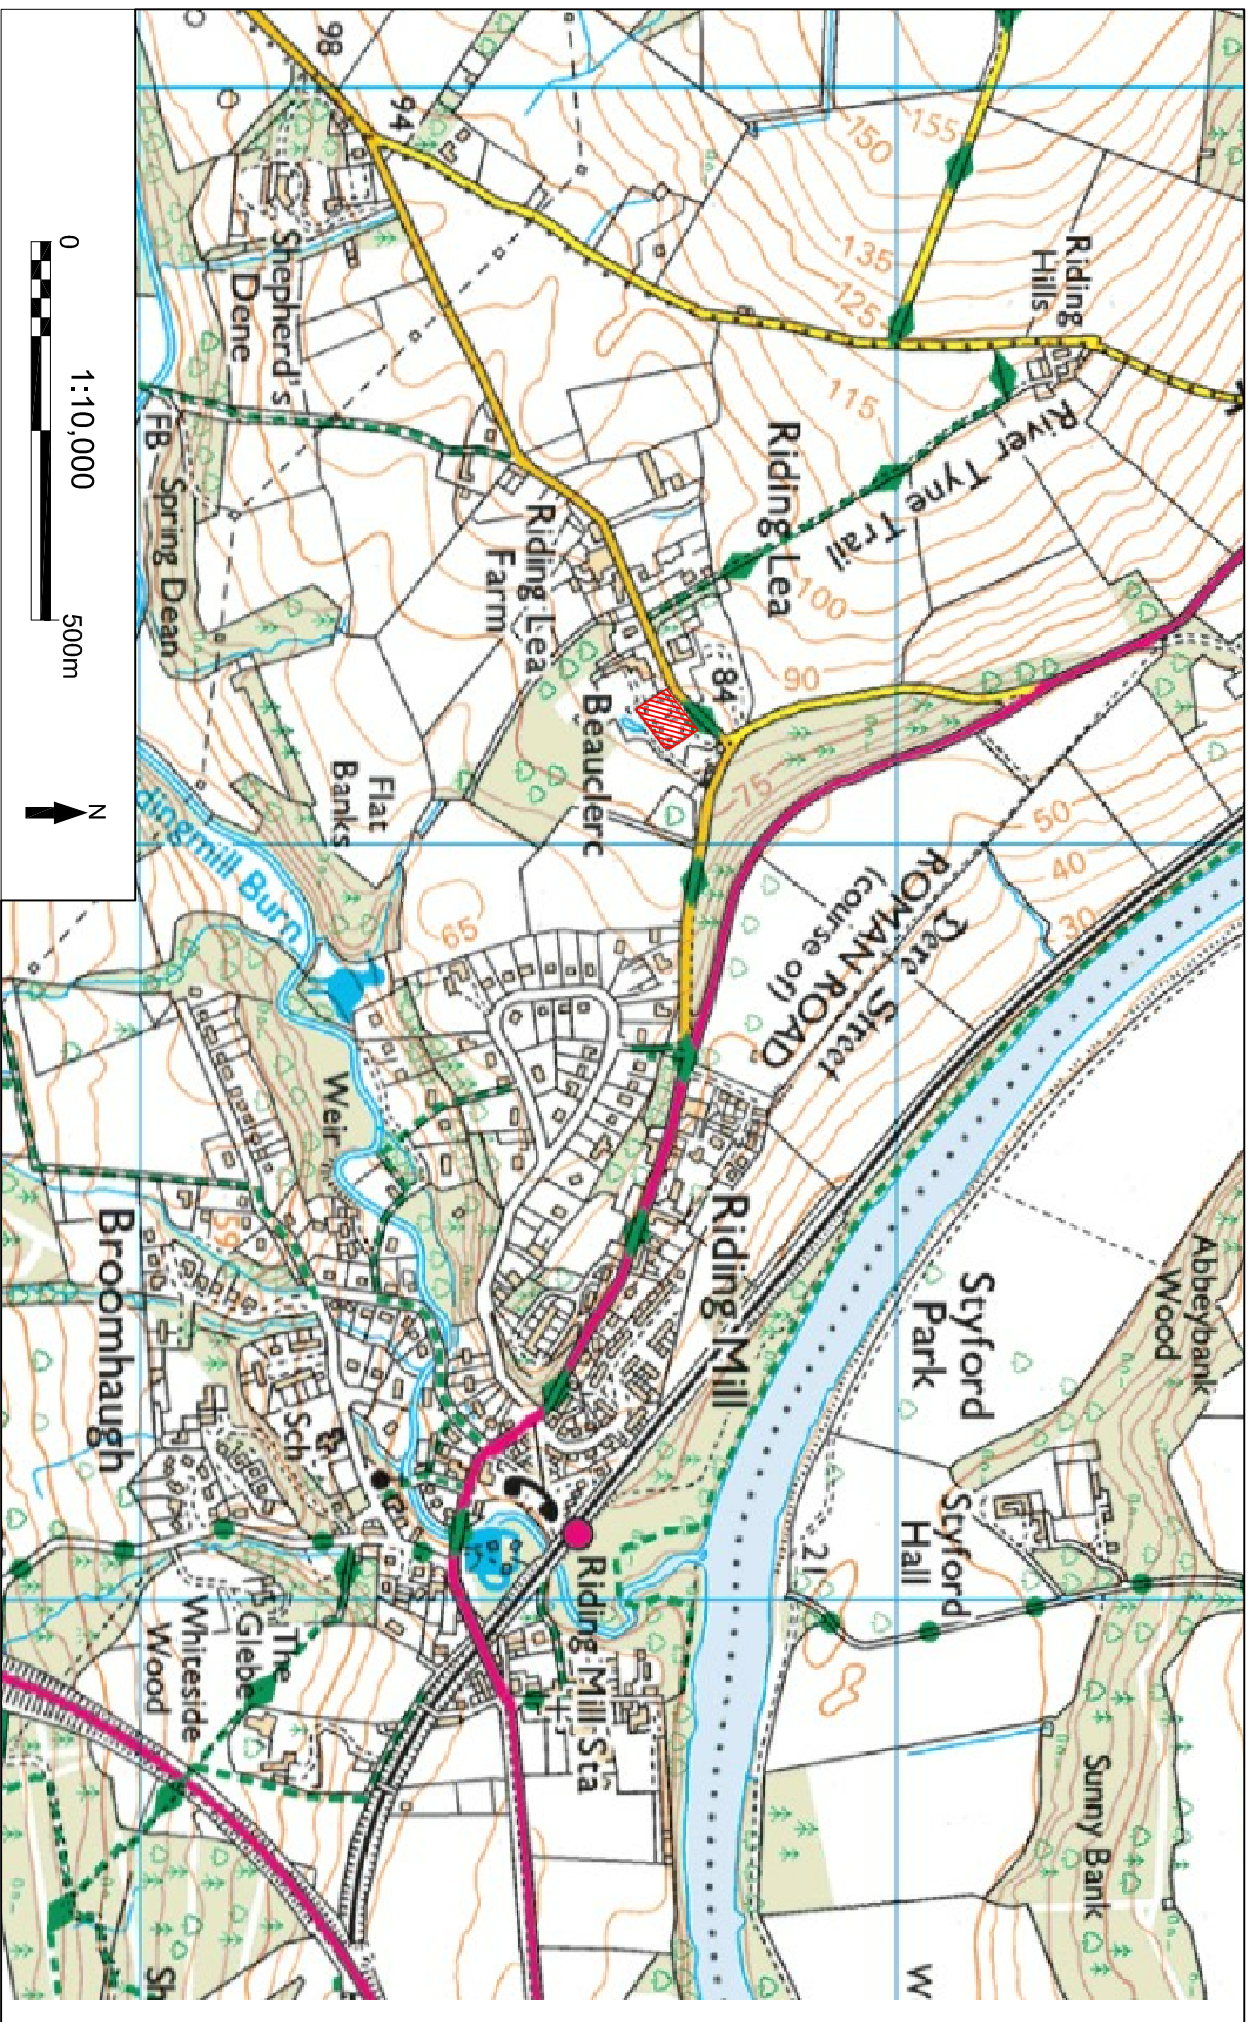 98
94
150
155
135
125
115
100
90
84
75
50
40
30
65
59
21
Riding
Hills
River Tyne Trail
Riding Lea
Riding Lea
Farm
Shepherd's
Dene
FB
Spring Dean
Beauclerc
Flat
Banks
dingmill Burn
Dere Street
ROMAN ROAD
(course of)
Weir
Riding Mill
Broomhaugh
Sch
Styford
Park
Abbeybank
Wood
Styford
Hall
Riding Mill Sta
The
Glebe
Whiteside
Wood
Sunny Bank
W
Sh
0
1:10,000
500m
N